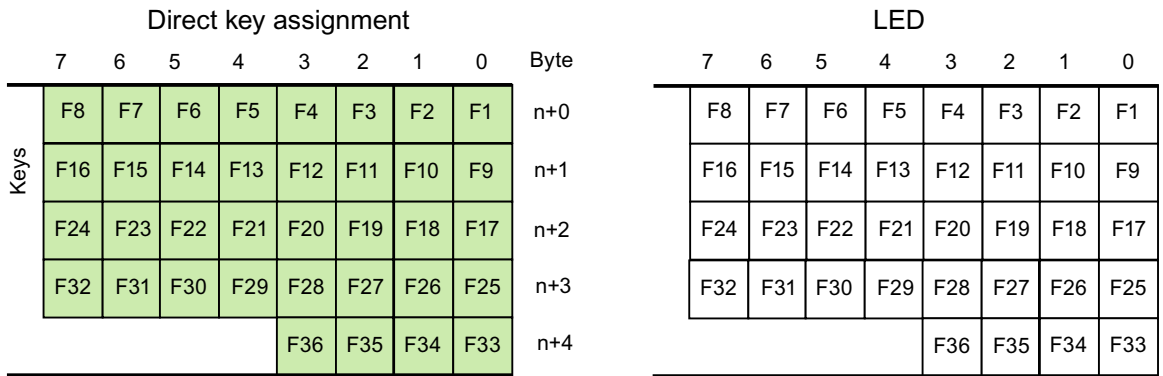 Direct key assignment LED
7 6 5 4 3 2 1 0 Byte 7 6 5 4 3 2 1 0
F8 F7 F6 F5 F4 F3 F2 F1 n+0 F8 F7 F6 F5 F4 F3 F2 F1
Keys
F16 F15 F14 F13 F12 F11 F10 F9 n+1 F16 F15 F14 F13 F12 F11 F10 F9
F24 F23 F22 F21 F20 F19 F18 F17 n+2 F24 F23 F22 F21 F20 F19 F18 F17
F32 F31 F30 F29 F28 F27 F26 F25 n+3 F32 F31 F30 F29 F28 F27 F26 F25
F36 F35 F34 F33 n+4 F36 F35 F34 F33